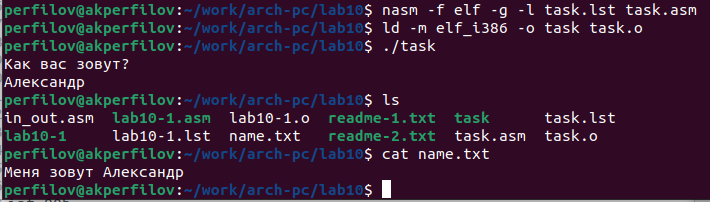 perfilov@akperfilov:~/work/arch-pc/lab10$ nasm -f elf -g -l task.lst task.asm
perfilov@akperfilov:~/work/arch-pc/lab10$ ld -m elf_i386 -o task task.o
perfilov@akperfilov:~/work/arch-pc/lab10$ ./task
Как вас зовут?
Александр
perfilov@akperfilov:~/work/arch-pc/lab10$ ls
in_out.asm lab10-1.asm lab10-1.o readme-1.txt task task.lst
lab10-1 lab10-1.lst name.txt readme-2.txt task.asm task.o
perfilov@akperfilov:~/work/arch-pc/lab10$ cat name.txt
Меня зовут Александр
perfilov@akperfilov:~/work/arch-pc/lab10$